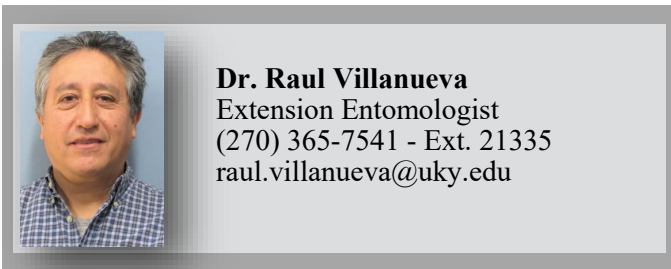 Dr. Raul Villanueva
Extension Entomologist
(270) 365-7541 - Ext. 21335
raul.villanueva@uky.edu